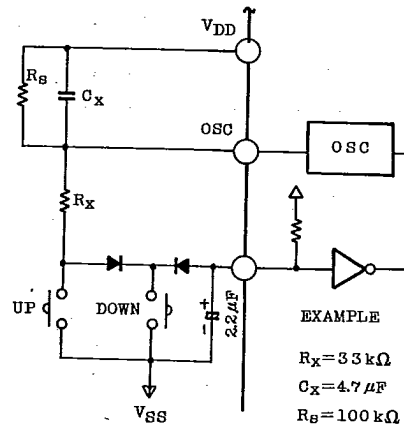 VDD
RS
CX
OSC
OSC
RX
UP
DOWN
- +
2.2μF
VSS
EXAMPLE
RX=33kΩ
CX=4.7μF
RS=100kΩ